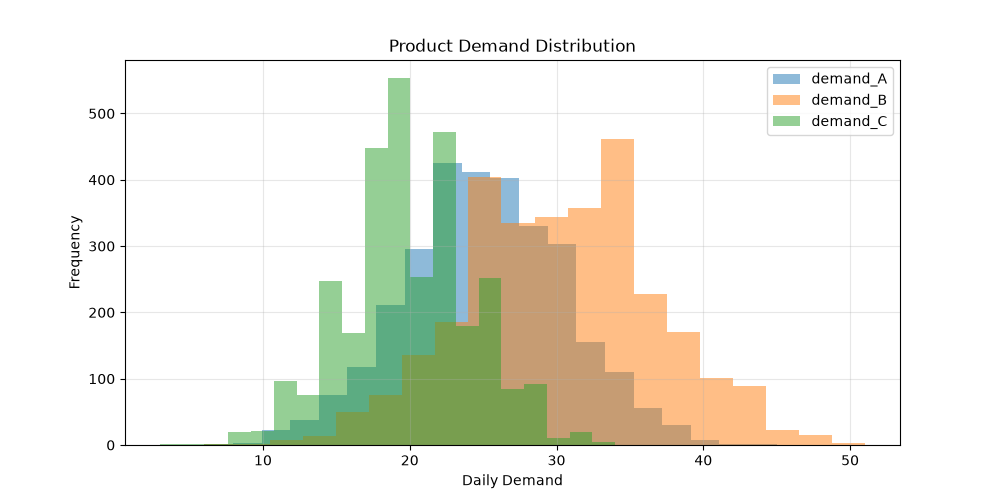 Product Demand Distribution
demand_A
demand_B
demand_C
500
400
300
200
100
0
Frequency
10 20 30 40 50
Daily Demand